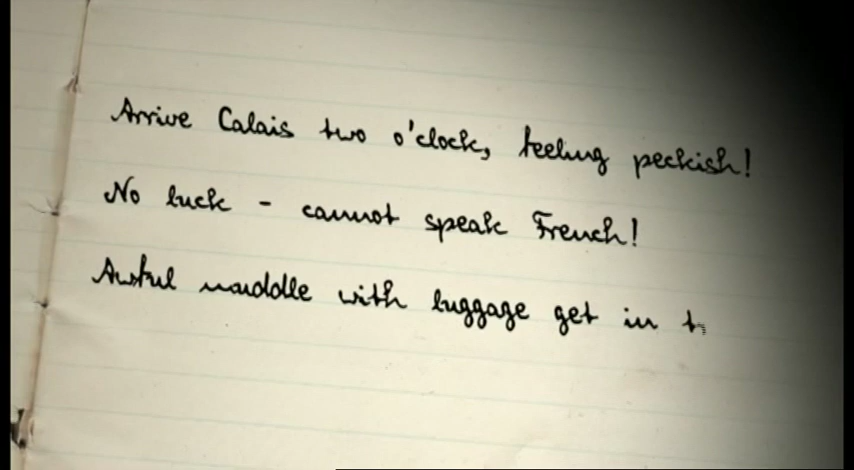 Arrive Calais two o'clock, feeling peckish!
No luck - cannot speak French!
Awful muddle with luggage get in